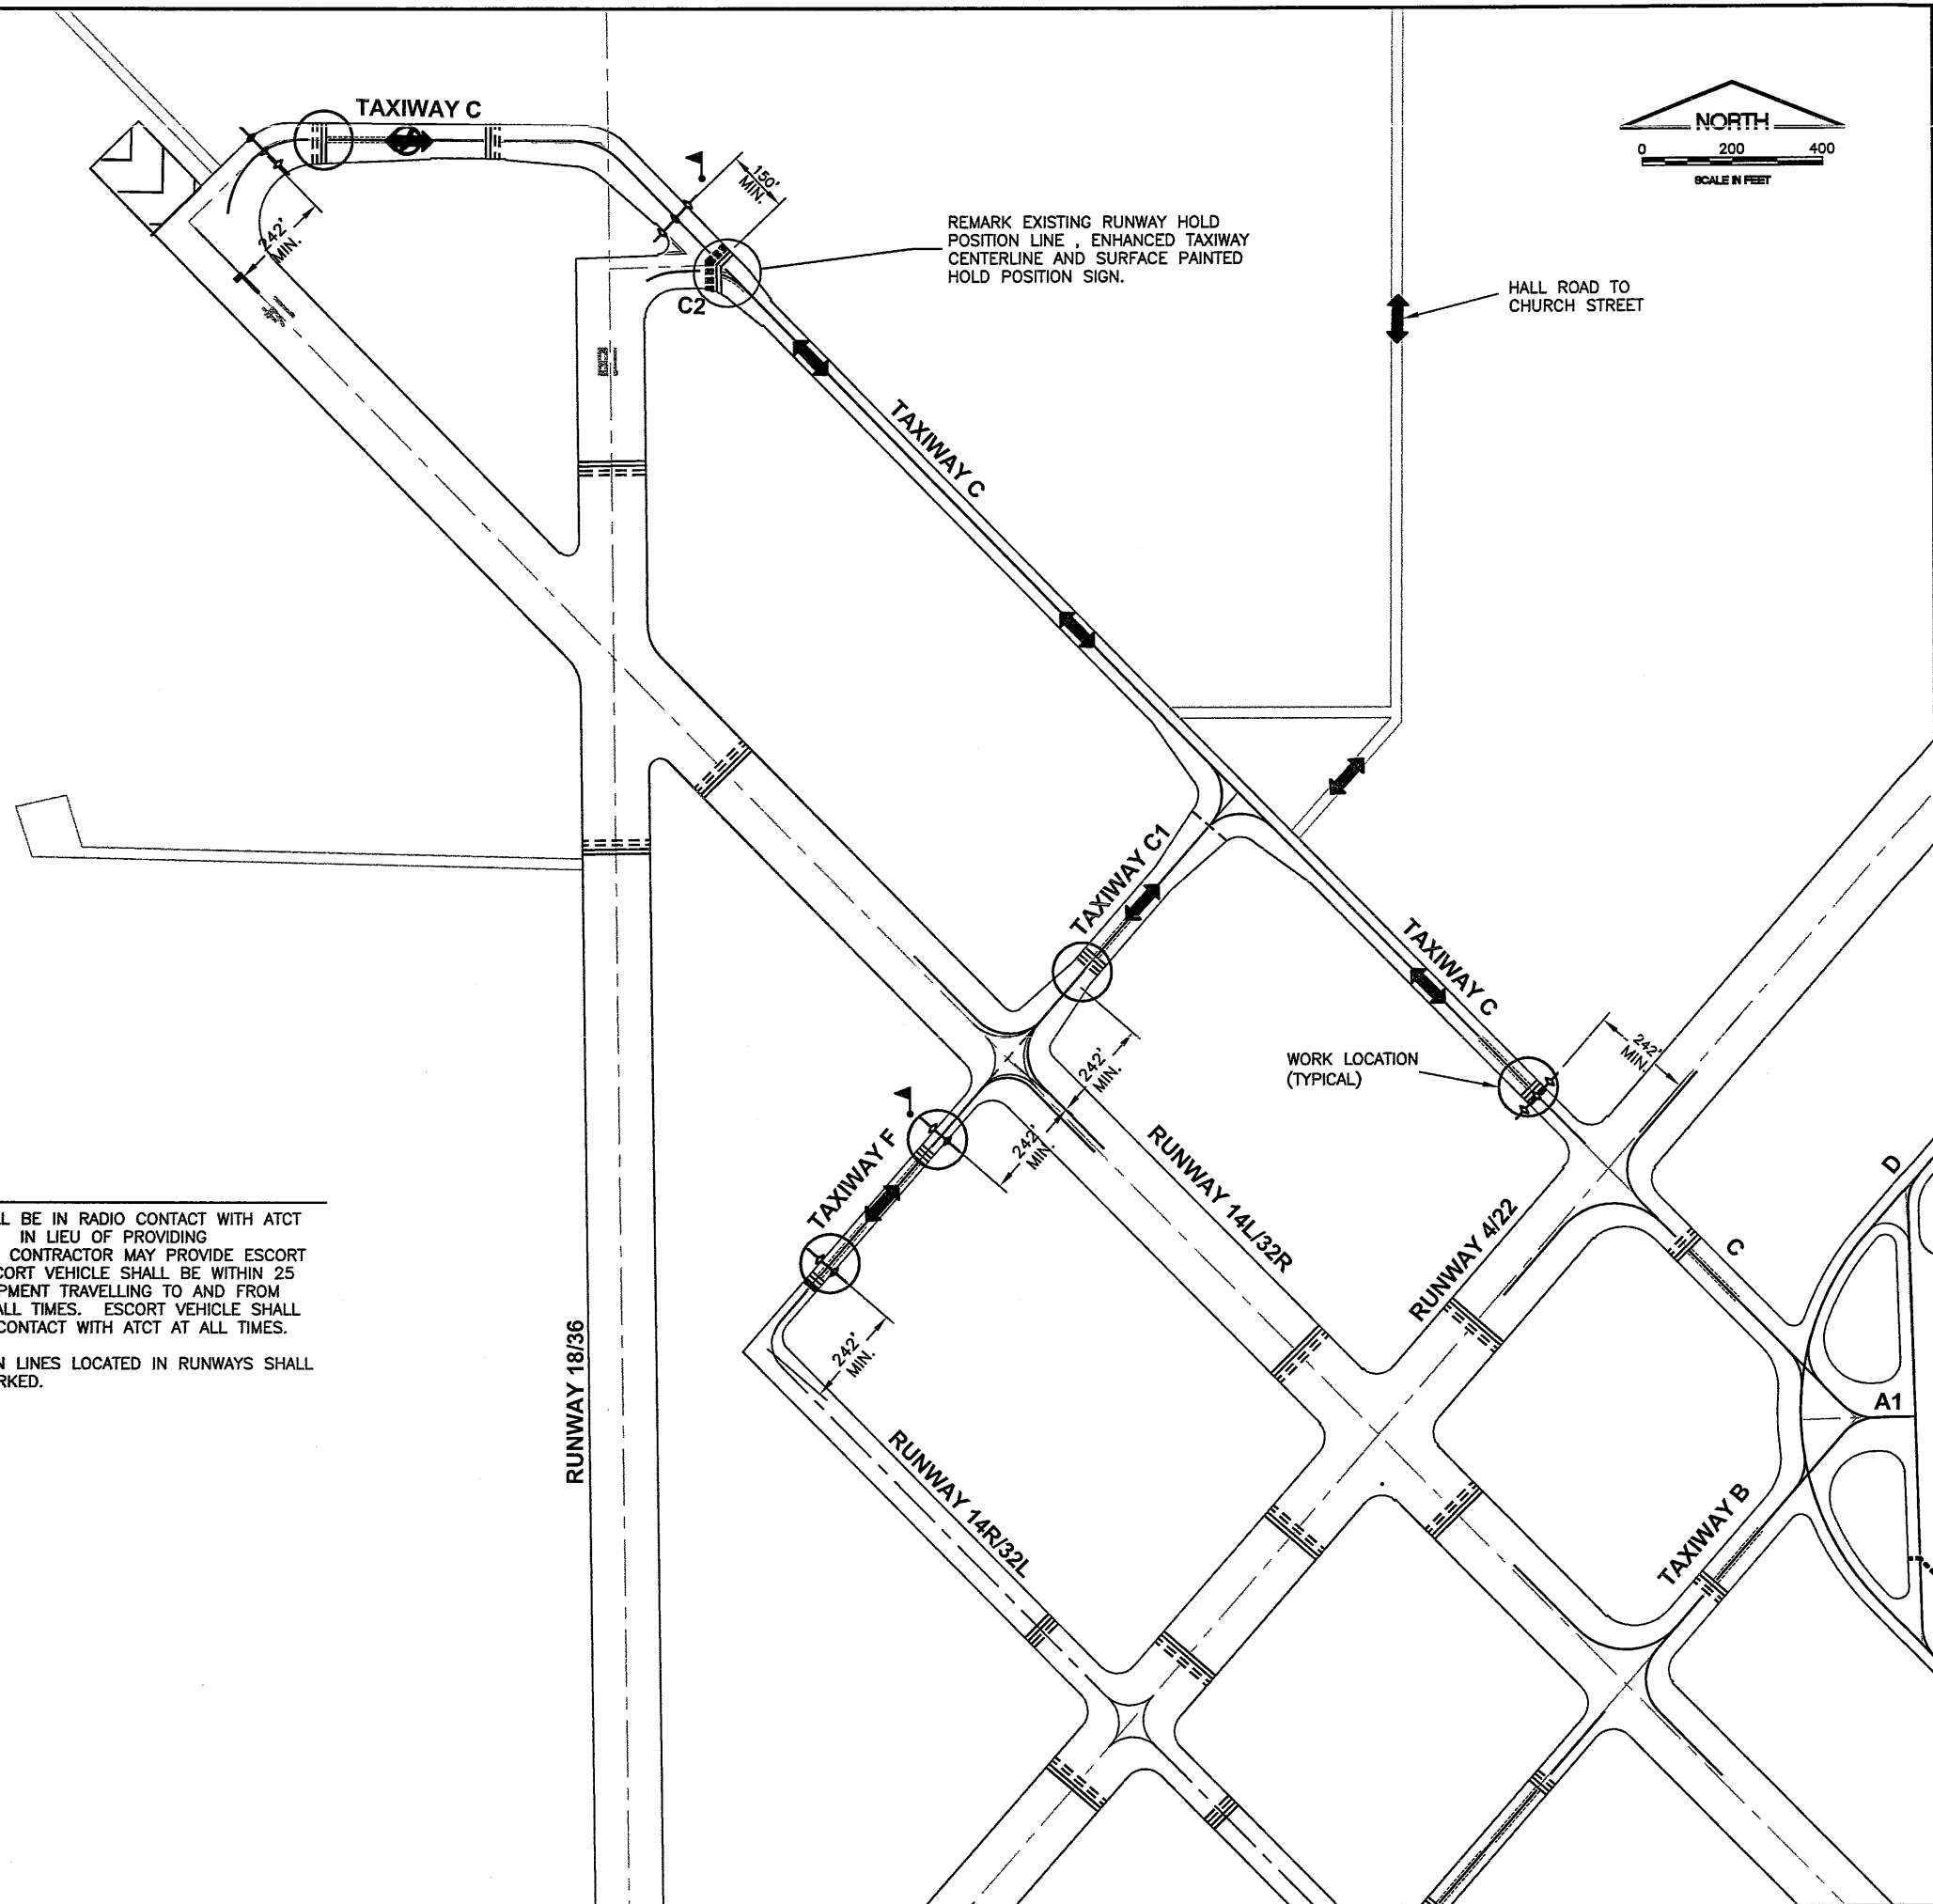 TAXIWAY C
NORTH
0 200 400
SCALE IN FEET
150'
MIN.
242'
MIN.
REMARK EXISTING RUNWAY HOLD
POSITION LINE , ENHANCED TAXIWAY
CENTERLINE AND SURFACE PAINTED
HOLD POSITION SIGN.
HALL ROAD TO
CHURCH STREET
C2
TAXIWAY C
TAXIWAY C1
TAXIWAY C
242'
MIN.
WORK LOCATION
(TYPICAL)
242'
MIN.
242'
MIN.
TAXIWAY F
RUNWAY 14L/32R
RUNWAY 4/22
D
C
L BE IN RADIO CONTACT WITH ATCT
IN LIEU OF PROVIDING
CONTRACTOR MAY PROVIDE ESCORT
CORT VEHICLE SHALL BE WITHIN 25
PMENT TRAVELLING TO AND FROM
ALL TIMES. ESCORT VEHICLE SHALL
CONTACT WITH ATCT AT ALL TIMES.
N LINES LOCATED IN RUNWAYS SHALL
RKED.
242'
MIN.
RUNWAY 18/36
A1
RUNWAY 14R/32L
TAXIWAY B